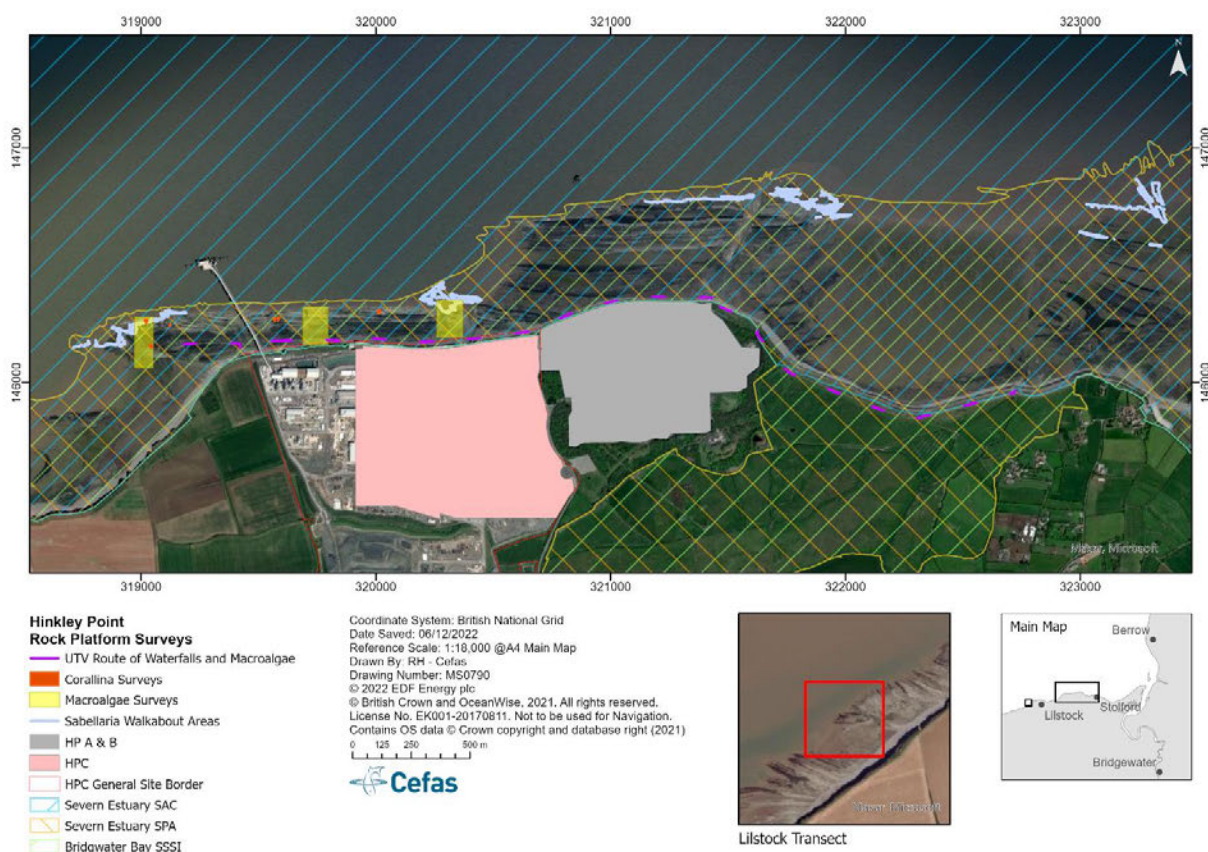 319000
320000
321000
322000
323000
N
147000
147000
146000
146000
Microsoft
319000
320000
321000
322000
323000
Hinkley Point
Rock Platform Surveys
UTV Route of Waterfalls and Macroalgae
Corallina Surveys
Macroalgae Surveys
Sabellaria Walkabout Areas
HP A & B
HPC
HPC General Site Border
Severn Estuary SAC
Severn Estuary SPA
Bridgwater Bay SSSI
Coordinate System: British National Grid
Date Saved: 06/12/2022
Reference Scale: 1:18,000 @A4 Main Map
Drawn By: RH - Cefas
Drawing Number: MS0790
© 2022 EDF Energy plc
© British Crown and OceanWise, 2021. All rights reserved.
License No. EK001-20170811. Not to be used for Navigation.
Contains OS data © Crown copyright and database right (2021)
0 125 250 500 m
Cefas
Microsoft
Lilstock Transect
Main Map
Berrow
Stolford
Lilstock
Bridgewater